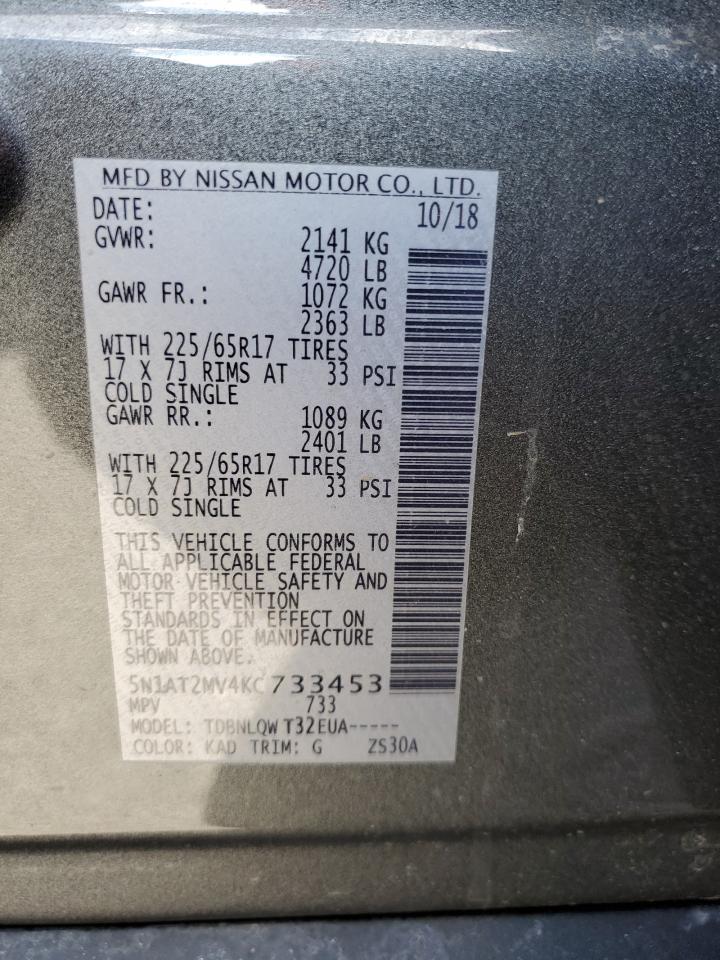 MFD BY NISSAN MOTOR CO., LTD.
DATE: 10/18
GVWR: 2141 KG
4720 LB
GAWR FR.: 1072 KG
2363 LB
WITH 225/65R17 TIRES
17 X 7J RIMS AT 33 PSI
COLD SINGLE
GAWR RR.: 1089 KG
2401 LB
WITH 225/65R17 TIRES
17 X 7J RIMS AT 33 PSI
COLD SINGLE
THIS VEHICLE CONFORMS TO
ALL APPLICABLE FEDERAL
MOTOR VEHICLE SAFETY AND
THEFT PREVENTION
STANDARDS IN EFFECT ON
THE DATE OF MANUFACTURE
SHOWN ABOVE.
5N1AT2MV4KC733453
MPV 733
MODEL: TDBNLQW T32EUA-----
COLOR: KAD TRIM: G ZS30A